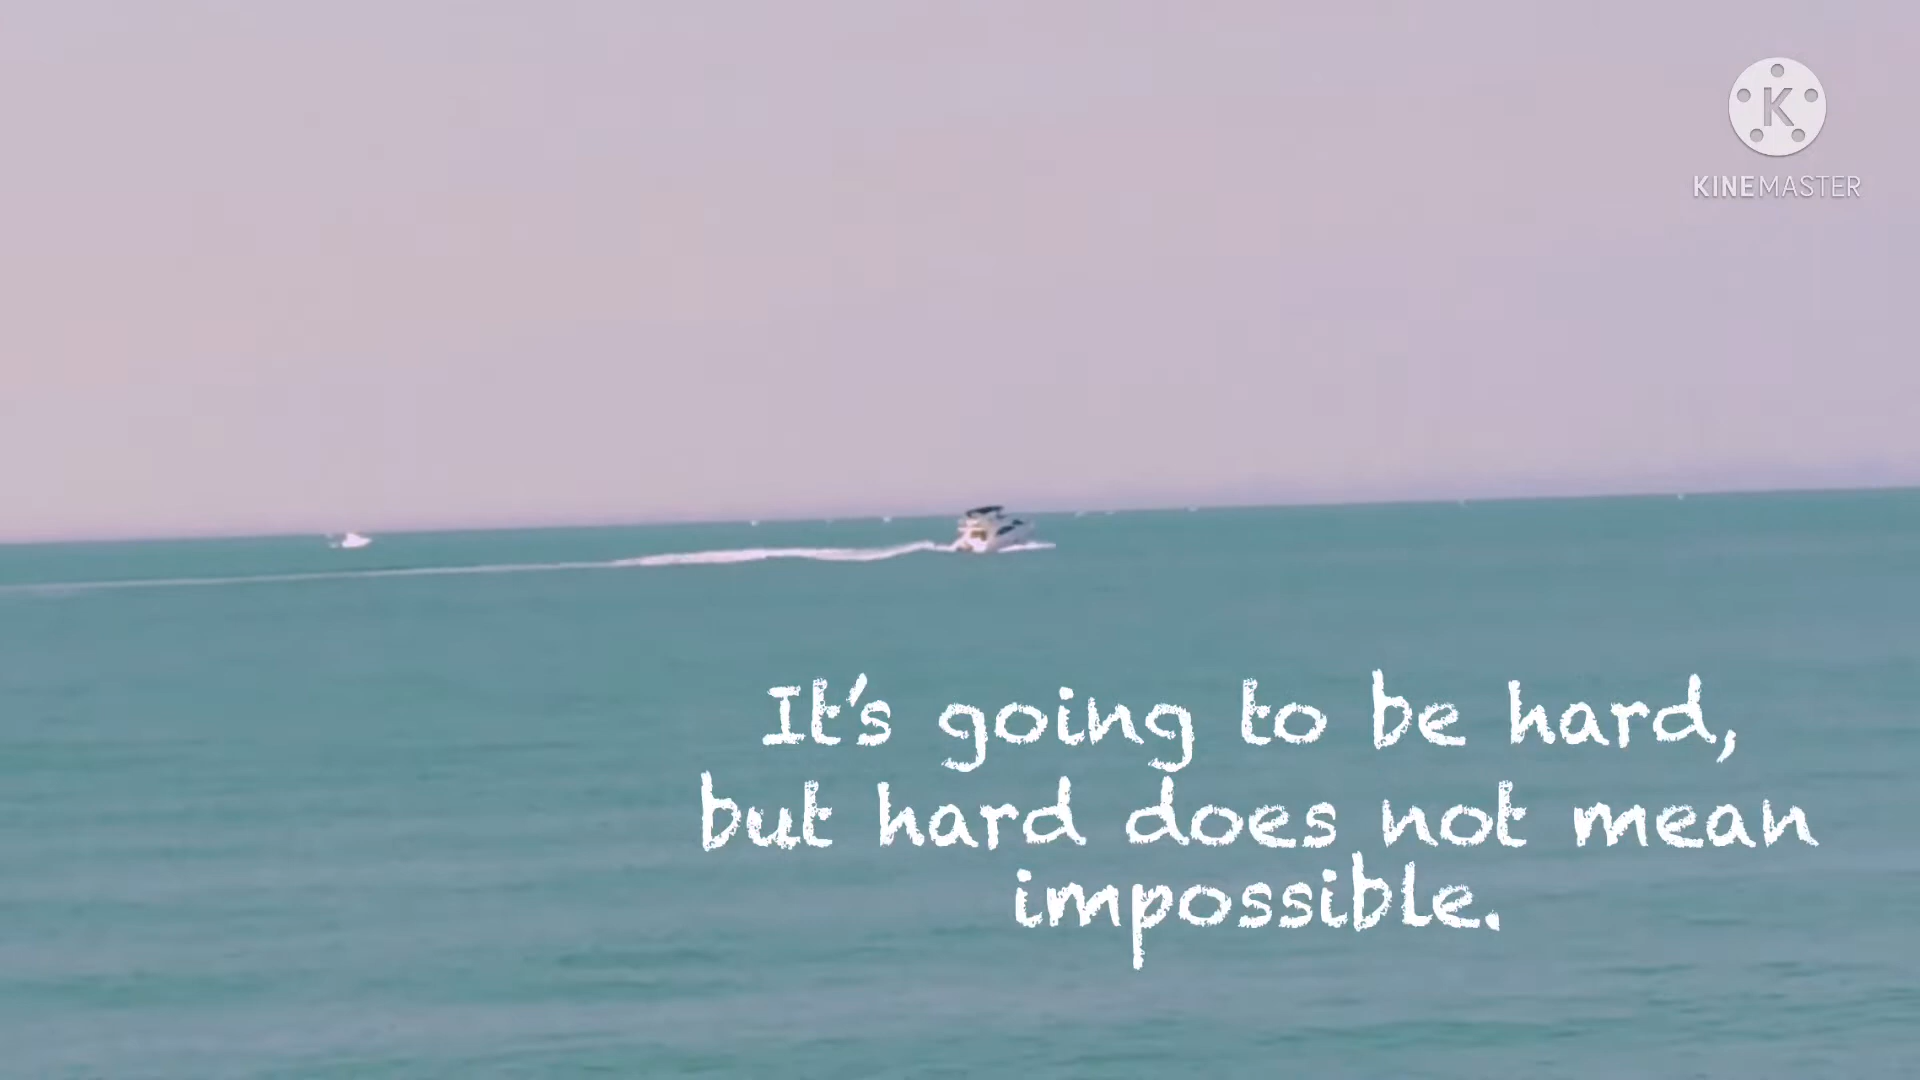 K
KINEMASTER
It's going to be hard,
but hard does not mean
impossible.